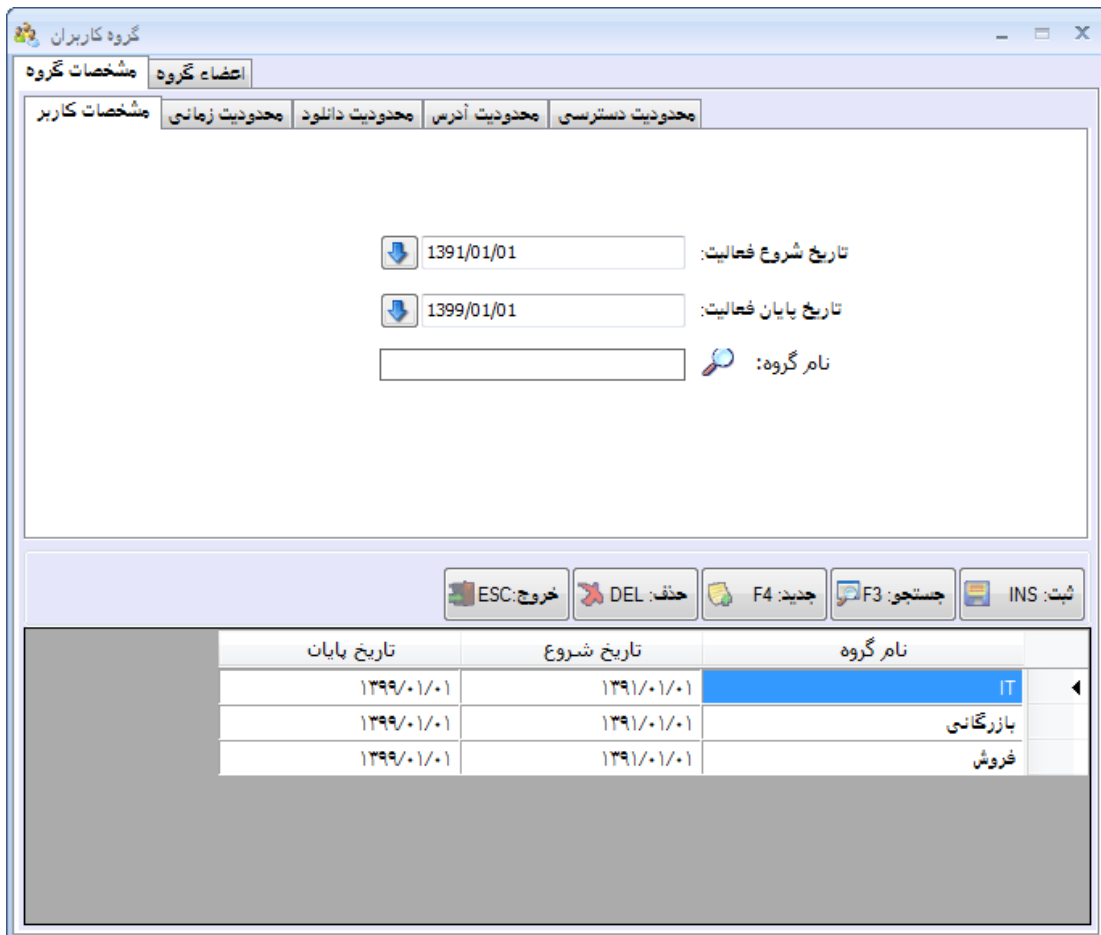 گروه کاربران
مشخصات گروه اعضاء گروه
مشخصات کاربر محدودیت زمانی محدودیت دانلود محدودیت آدرس محدودیت دسترسی
تاریخ شروع فعالیت: 1391/01/01
تاریخ پایان فعالیت: 1399/01/01
نام گروه:
ثبت: INS جستجو: F3 جدید: F4 حذف: DEL خروج:ESC
نام گروه تاریخ شروع تاریخ پایان
IT ۱۳۹۱/۰۱/۰۱ ۱۳۹۹/۰۱/۰۱
بازرگانی ۱۳۹۱/۰۱/۰۱ ۱۳۹۹/۰۱/۰۱
فروش ۱۳۹۱/۰۱/۰۱ ۱۳۹۹/۰۱/۰۱